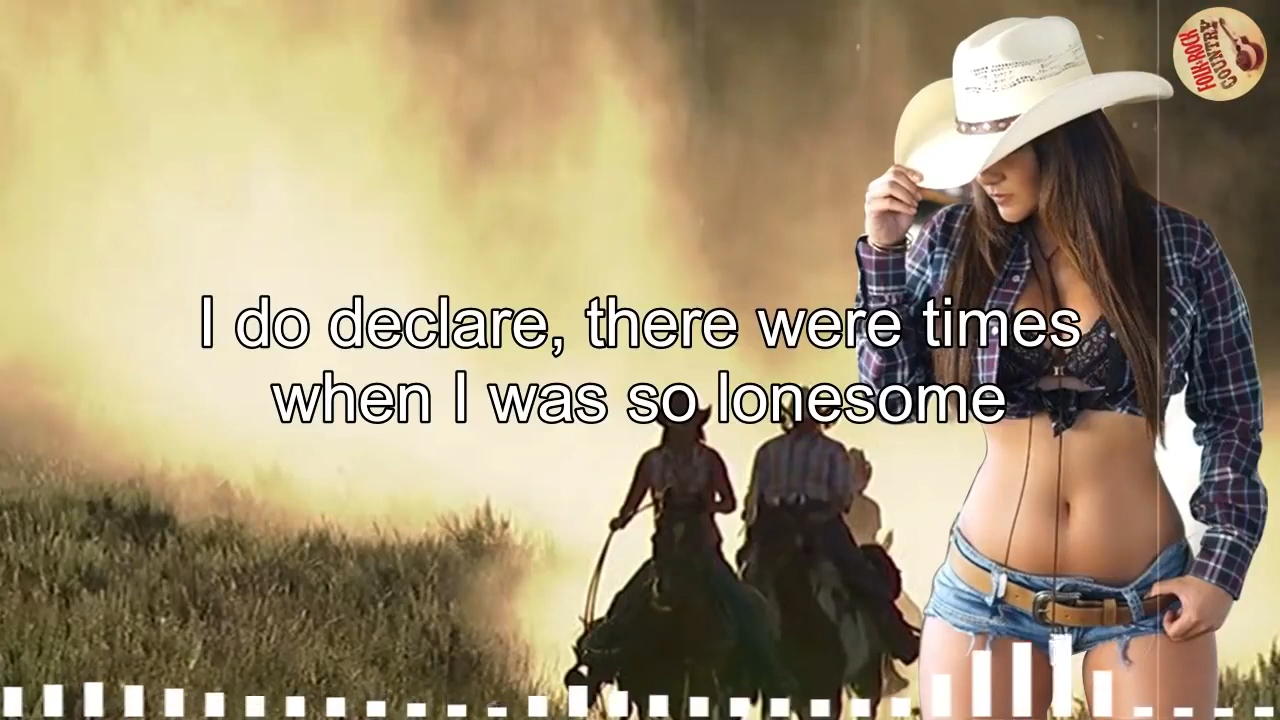 I do declare, there were times
when I was so lonesome
FOLK·ROCK
COUNTRY